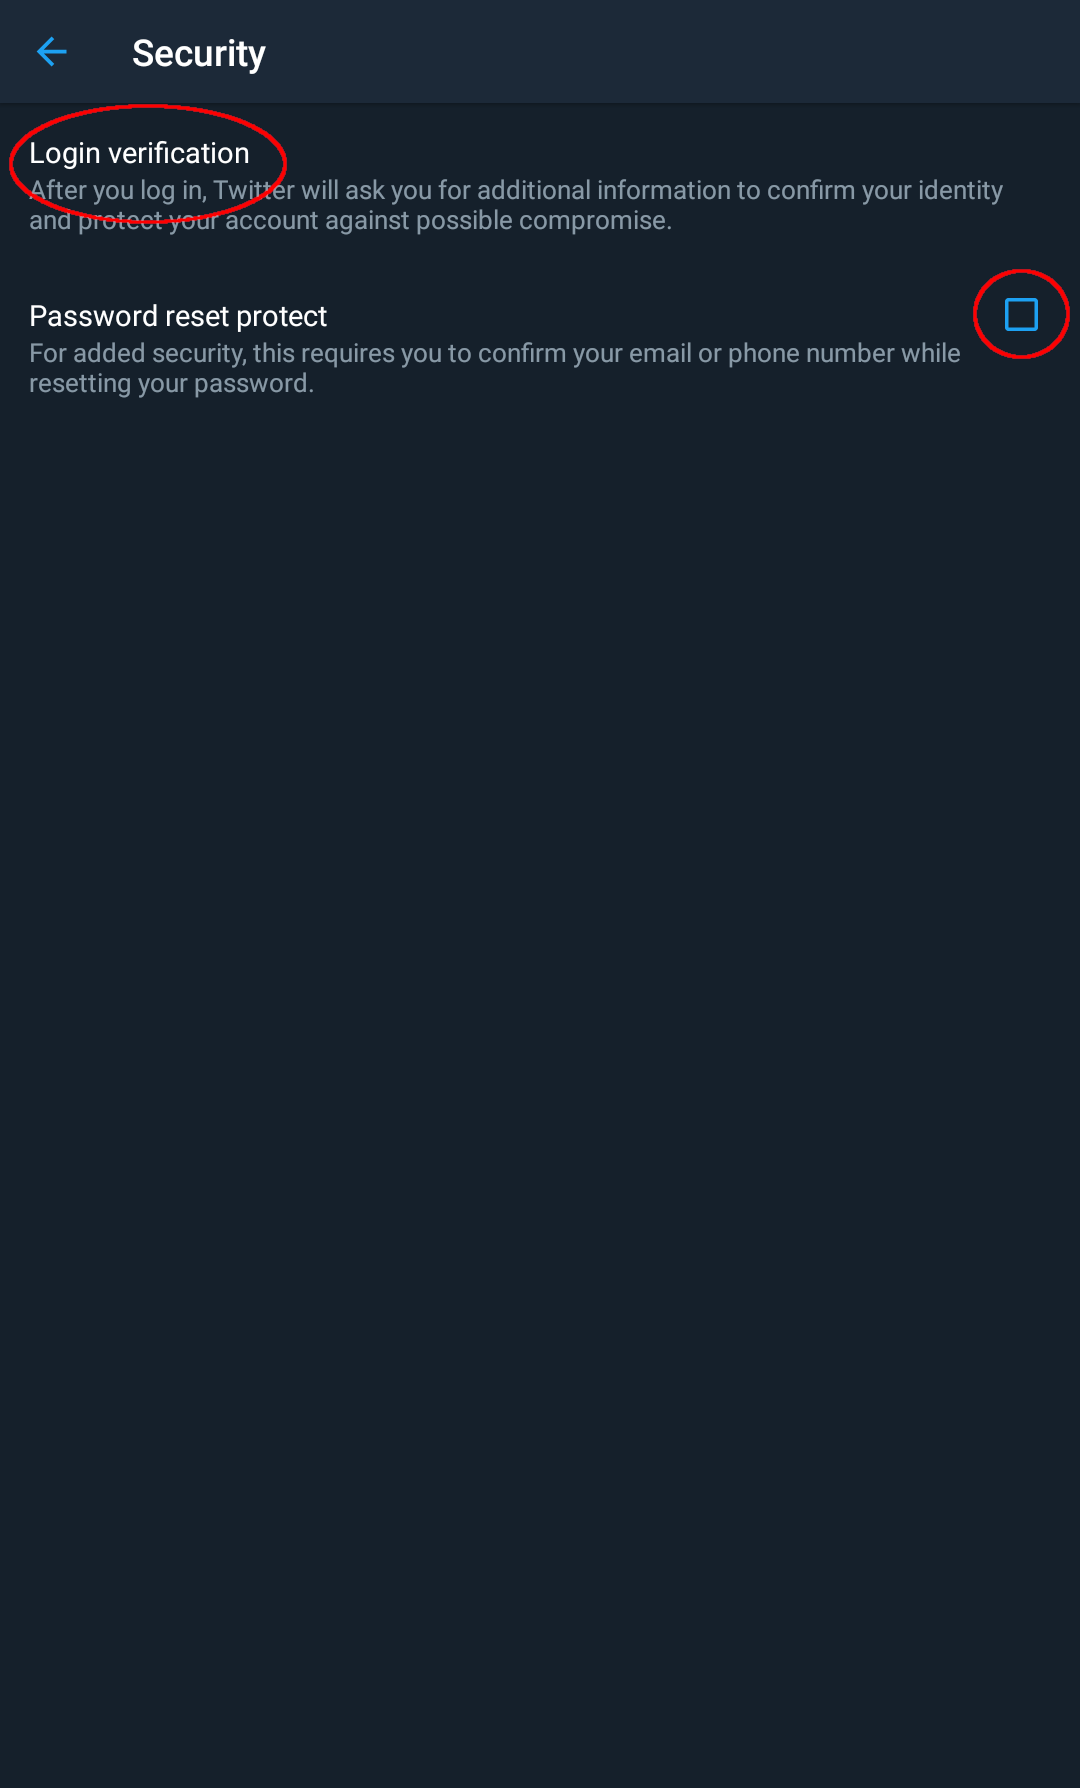 Security
Login verification
After you log in, Twitter will ask you for additional information to confirm your identity
and protect your account against possible compromise.
Password reset protect
For added security, this requires you to confirm your email or phone number while
resetting your password.